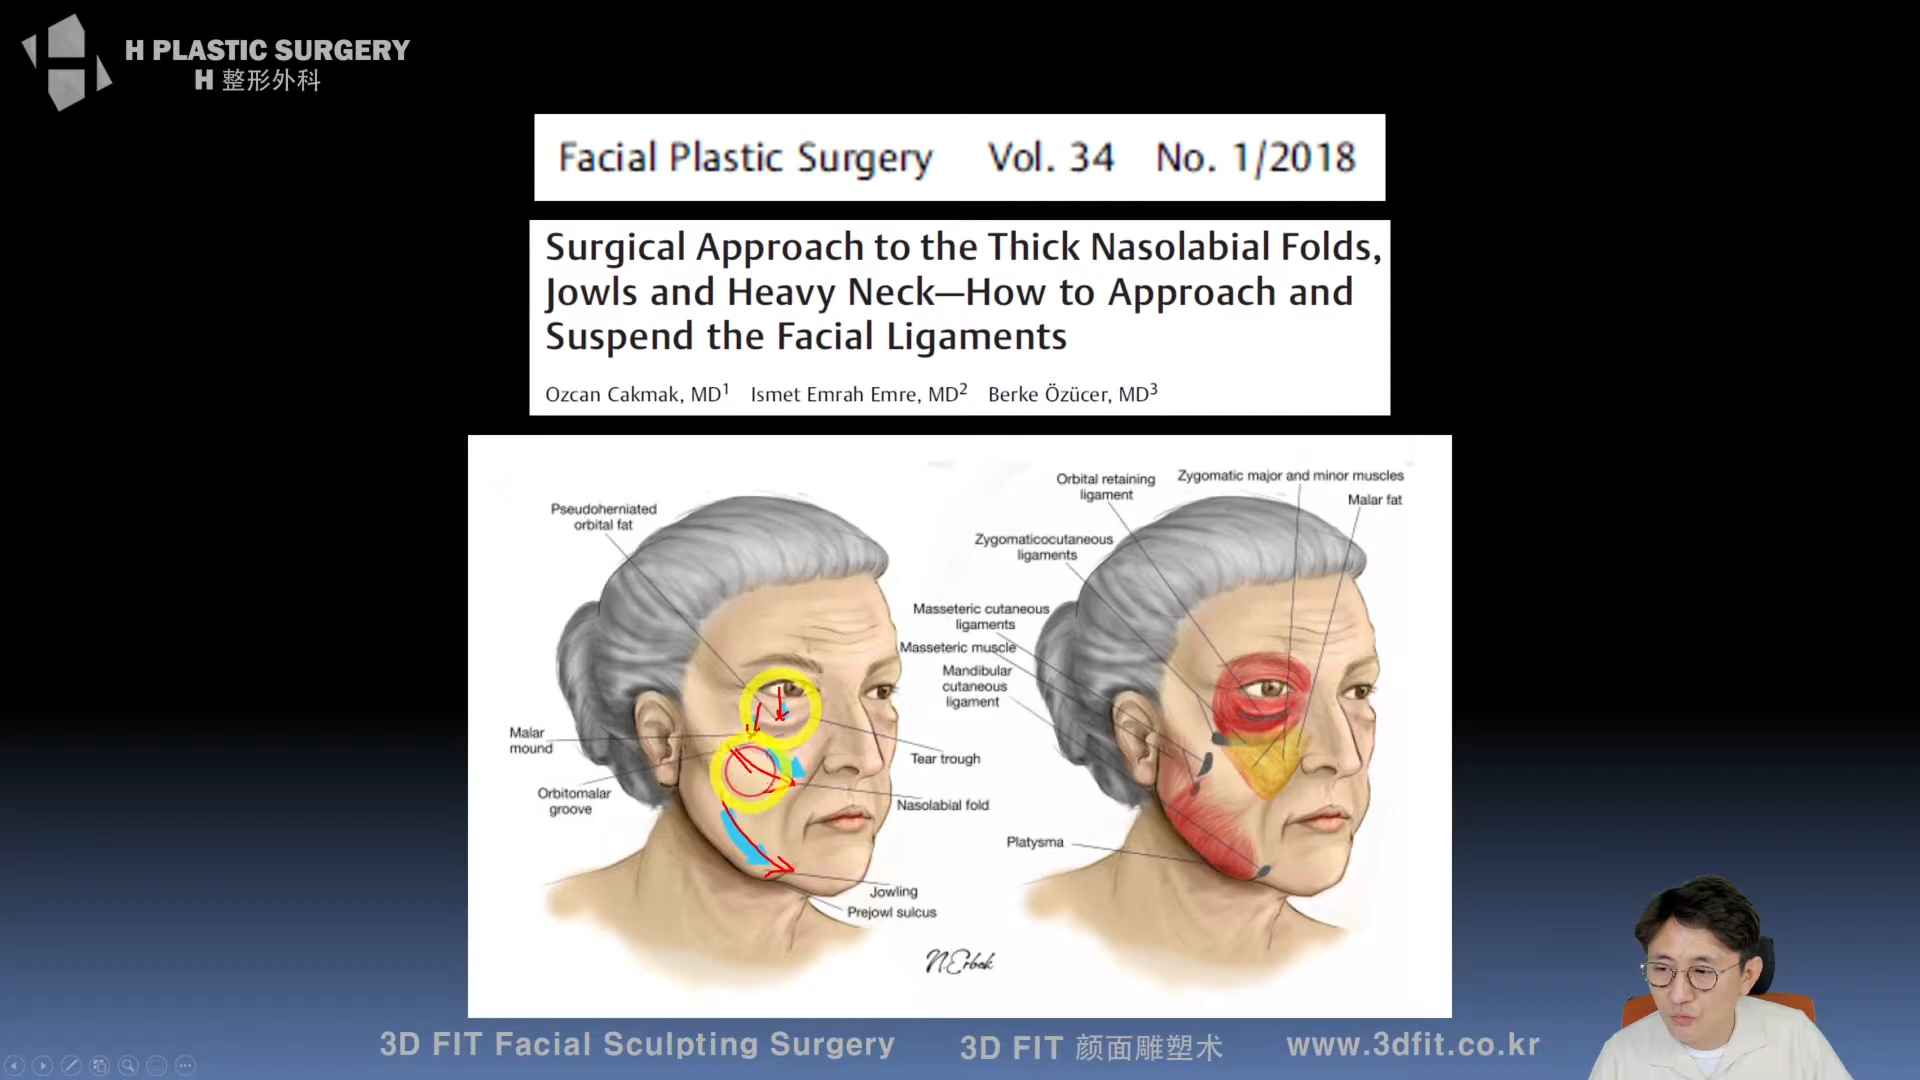 H PLASTIC SURGERY
H 整形外科
Facial Plastic Surgery Vol. 34 No. 1/2018
Surgical Approach to the Thick Nasolabial Folds,
Jowls and Heavy Neck—How to Approach and
Suspend the Facial Ligaments
Ozcan Cakmak, MD1 Ismet Emrah Emre, MD2 Berke Özücer, MD3
Pseudoherniated
orbital fat
Malar
mound
Orbitomalar
groove
Tear trough
Nasolabial fold
Jowling
Prejowl sulcus
Orbital retaining
ligament
Zygomatic major and minor muscles
Malar fat
Zygomaticocutaneous
ligaments
Masseteric cutaneous
ligaments
Masseteric muscle
Mandibular
cutaneous
ligament
Platysma
N.Erbek
3D FIT Facial Sculpting Surgery 3D FIT 颜面雕塑术 www.3dfit.co.kr